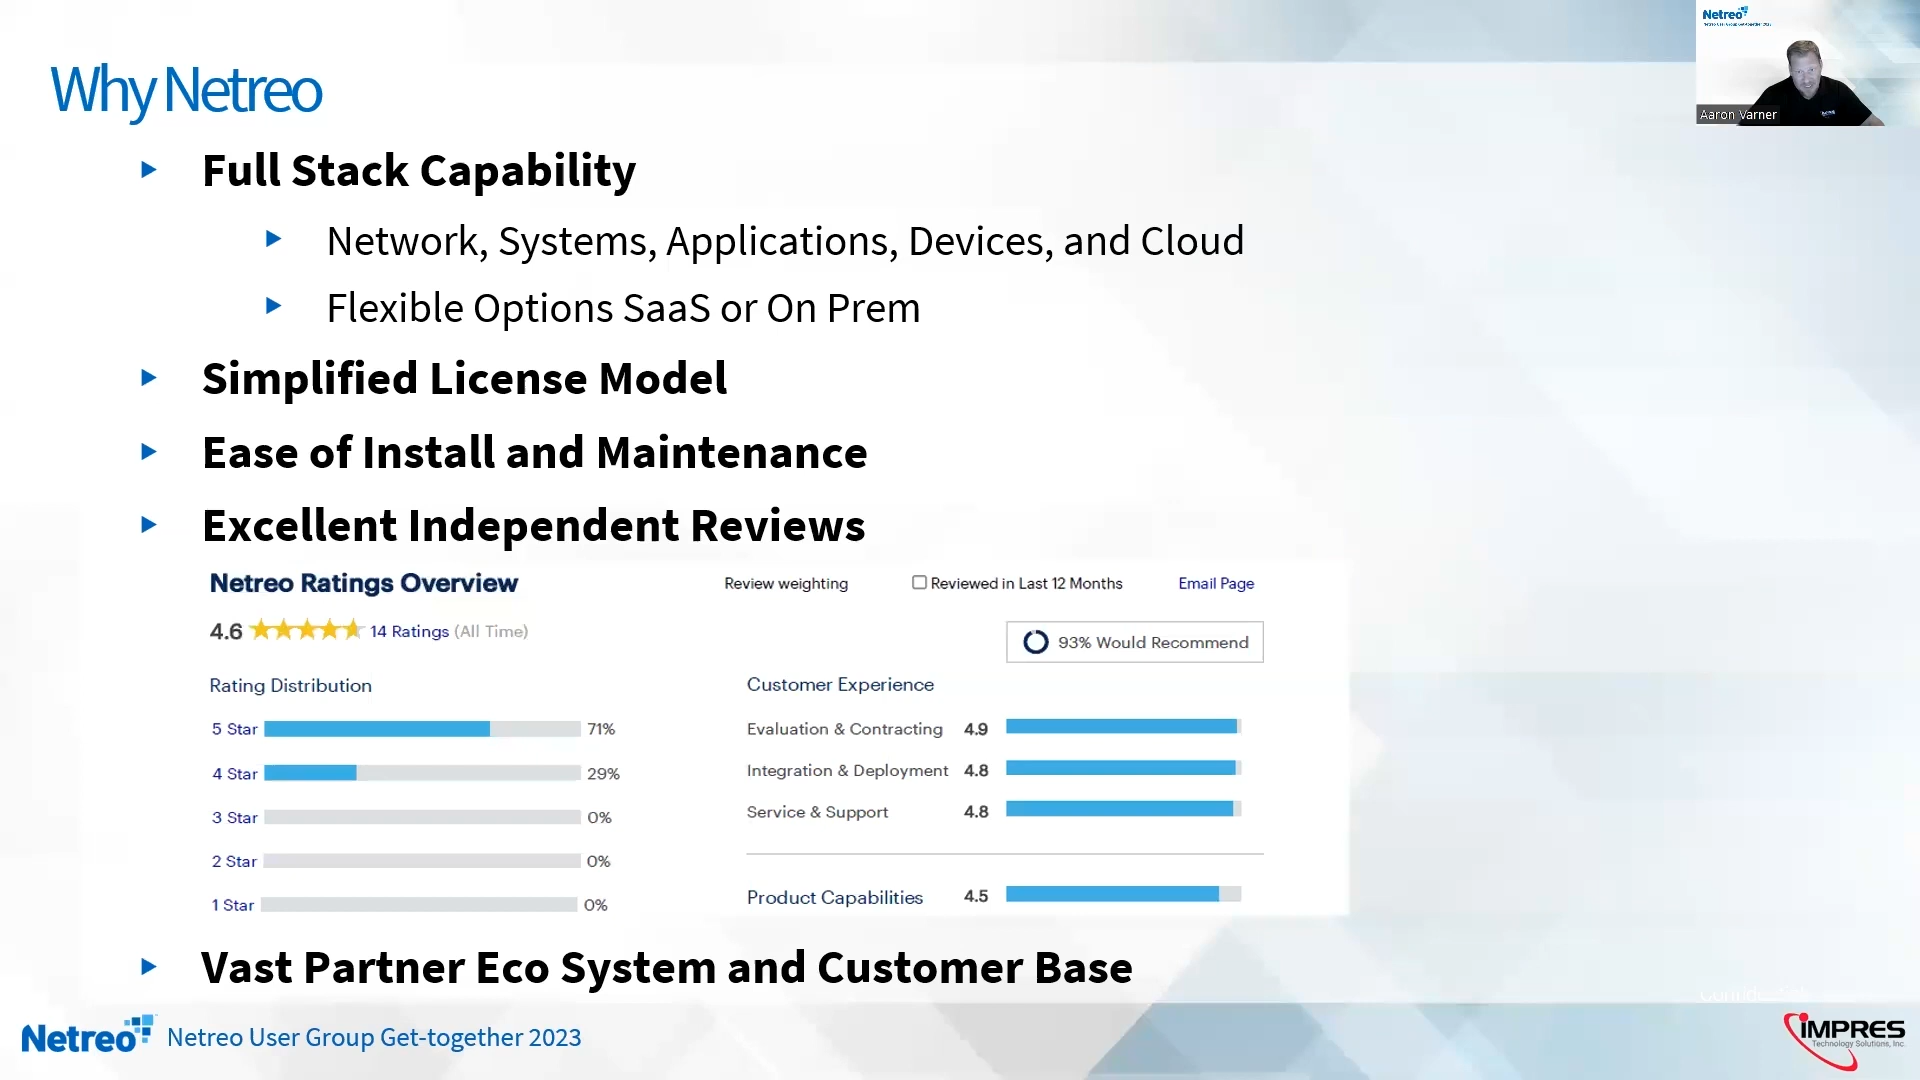 Why Netreo
Netreo
Aaron Varner
Full Stack Capability
Network, Systems, Applications, Devices, and Cloud
Flexible Options SaaS or On Prem
Simplified License Model
Ease of Install and Maintenance
Excellent Independent Reviews
Netreo Ratings Overview
Review weighting
Reviewed in Last 12 Months
Email Page
4.6 14 Ratings (All Time)
93% Would Recommend
Rating Distribution
5 Star 71%
4 Star 29%
3 Star 0%
2 Star 0%
1 Star 0%
Customer Experience
Evaluation & Contracting 4.9
Integration & Deployment 4.8
Service & Support 4.8
Product Capabilities 4.5
Vast Partner Eco System and Customer Base
Netreo
Netreo User Group Get-together 2023
IMPRES
Technology Solutions, Inc.